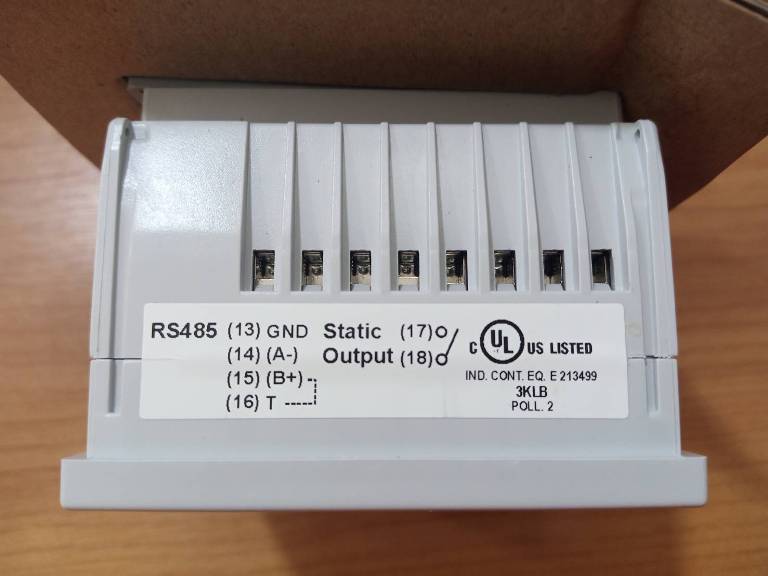 RS485 (13) GND
(14) (A-)
(15) (B+)
(16) T
Static (17)
Output (18)
C UL US LISTED
IND. CONT. EQ. E 213499
3KLB
POLL. 2